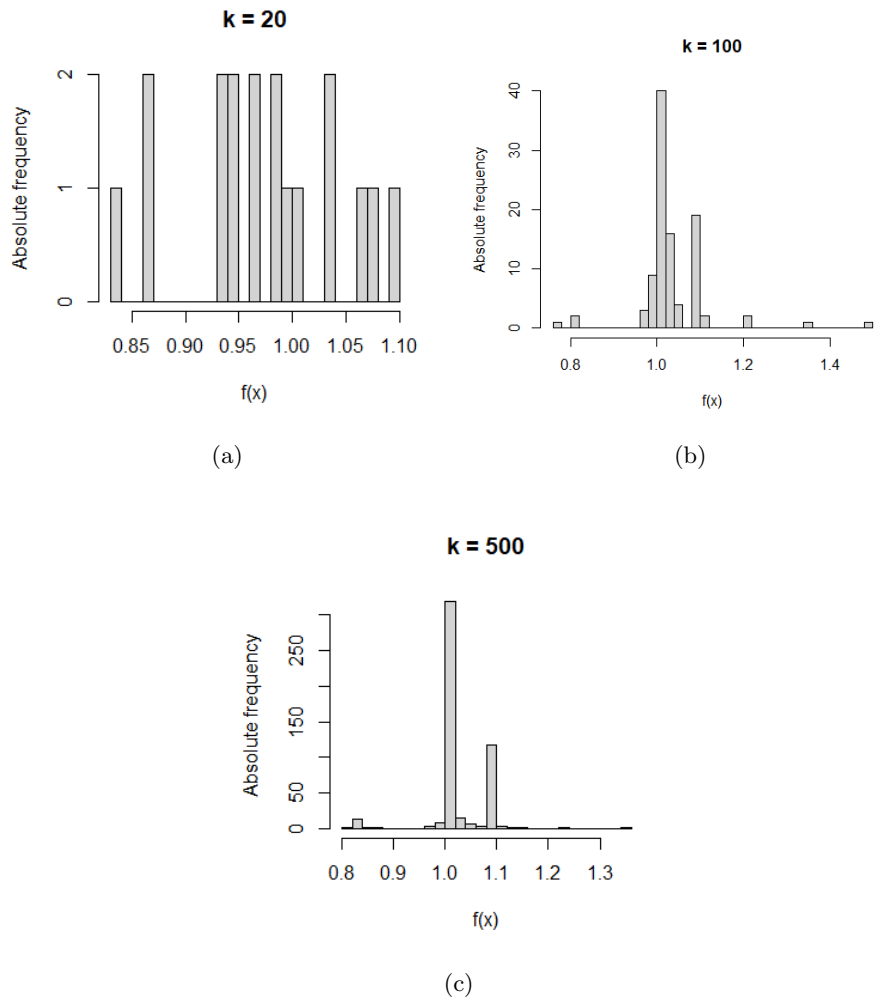 k = 20
Absolute frequency
2
1
0
0.85 0.90 0.95 1.00 1.05 1.10
f(x)
(a)
k = 100
Absolute frequency
40
30
20
10
0
0.8 1.0 1.2 1.4
f(x)
(b)
k = 500
Absolute frequency
250
150
50
0
0.8 0.9 1.0 1.1 1.2 1.3
f(x)
(c)